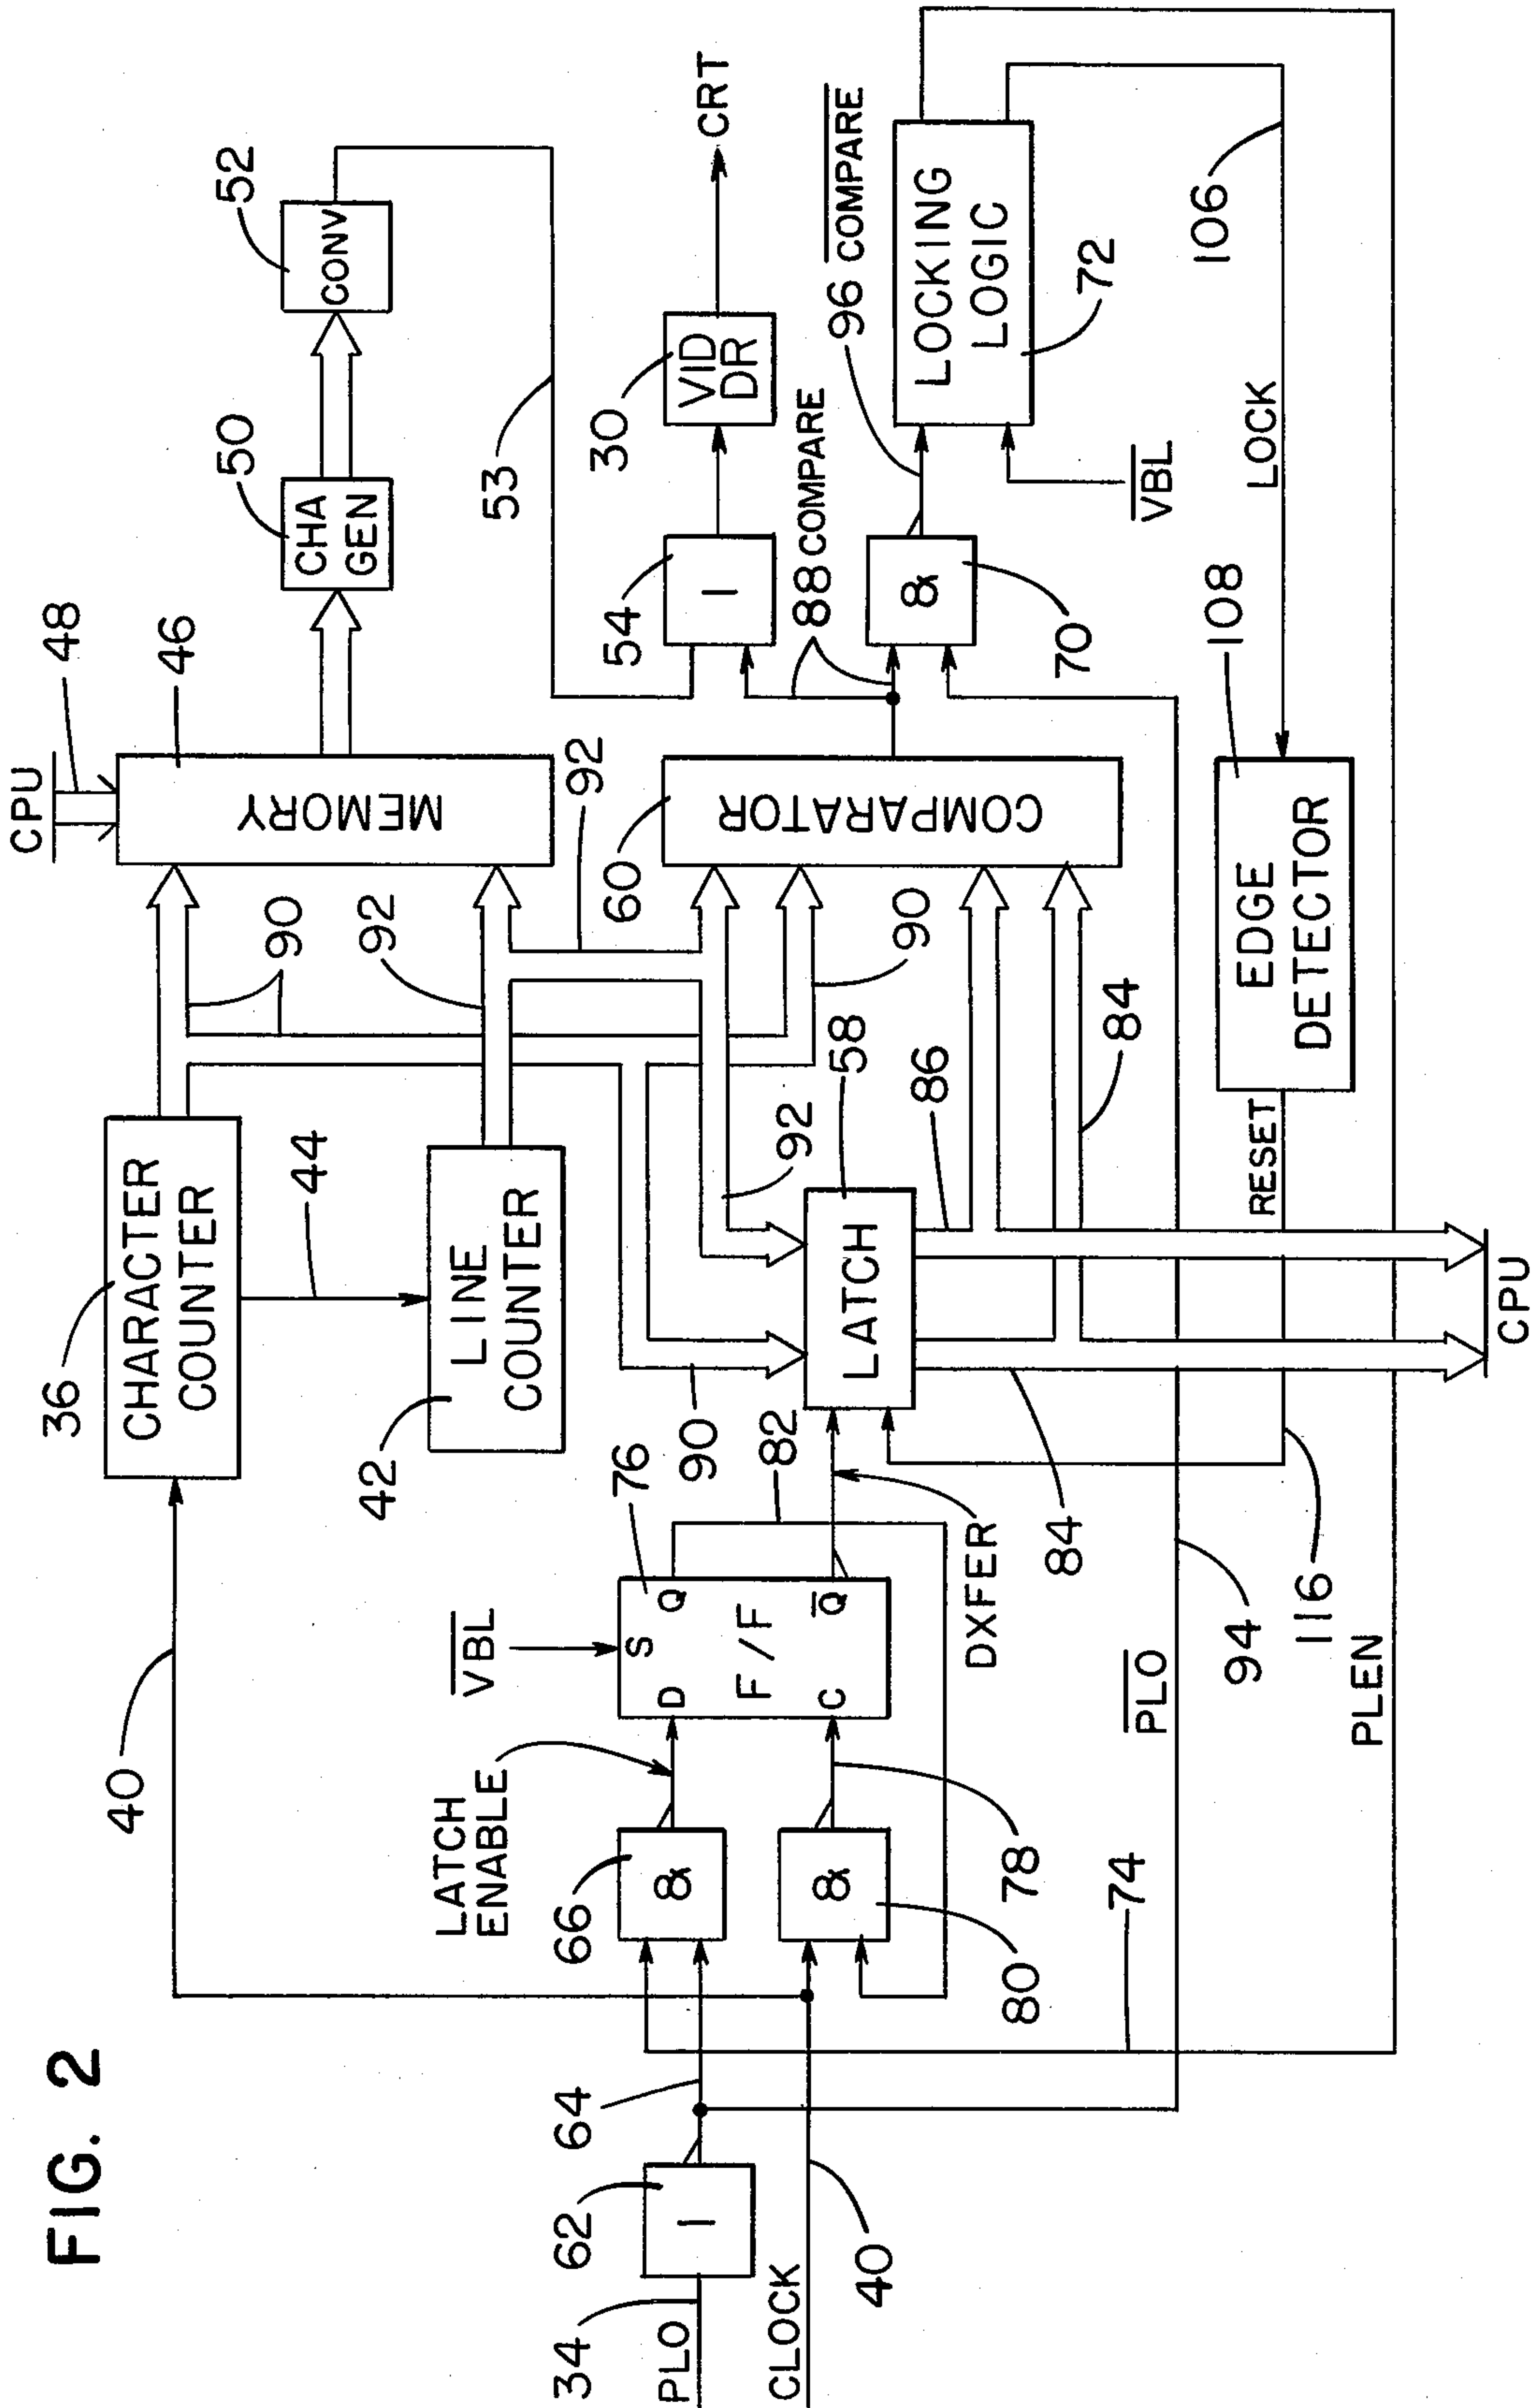 FIG. 2
CPU
48
46
MEMORY
50
CHA
GEN
52
CONV
53
36
CHARACTER
COUNTER
90
44
92
92
40
42
LINE
COUNTER
60
COMPARATOR
54
1
30
VID
DR
CRT
88 COMPARE
96 COMPARE
&
70
LOCKING
LOGIC
72
VBL
106
LOCK
108
EDGE
DETECTOR
RESET
116
90
92
58
LATCH
86
84
90
82
76
VBL
S
D
Q
F/F
C
Q
DXFER
84
LATCH
ENABLE
66
&
&
78
80
74
64
62
1
34
PLO
CLOCK
40
PLO
94
PLEN
CPU